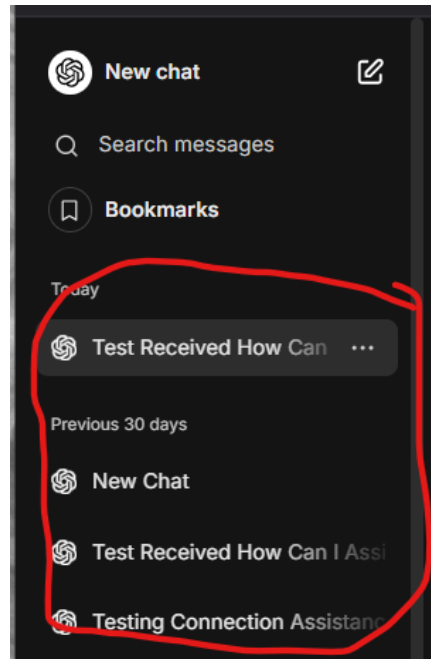 New chat
Search messages
Bookmarks
Today
Test Received How Can
Previous 30 days
New Chat
Test Received How Can I Assi
Testing Connection Assistanc